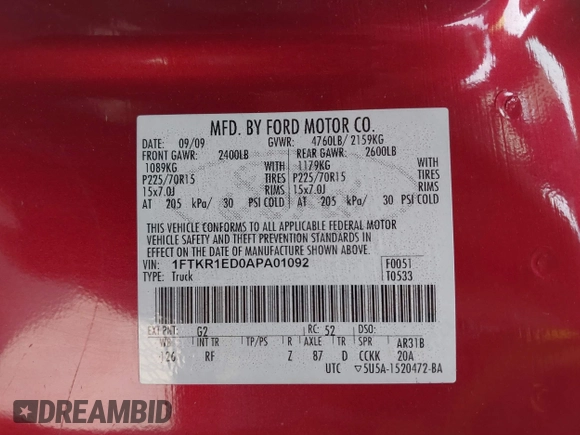 MFD. BY FORD MOTOR CO.
DATE: 09/09 GVWR: 4760LB/ 2159KG
FRONT GAWR: 2400LB REAR GAWR: 2600LB
1089KG WITH 1179KG WITH
P225/70R15 TIRES P225/70R15 TIRES
15x7.0J RIMS 15x7.0J RIMS
AT 205 kPa/ 30 PSI COLD AT 205 kPa/ 30 PSI COLD
THIS VEHICLE CONFORMS TO ALL APPLICABLE FEDERAL MOTOR
VEHICLE SAFETY AND THEFT PREVENTION STANDARDS IN
EFFECT ON THE DATE OF MANUFACTURE SHOWN ABOVE.
VIN: 1FTKR1ED0APA01092 F0051
TYPE: Truck T0533
EXT PNT: G2 RC: 52 DSO:
WB INT TR TP/PS R AXLE TR SPR AR31B
126 RF Z 87 D CCKK 20A
UTC 5U5A-1520472-BA
DREAMBID